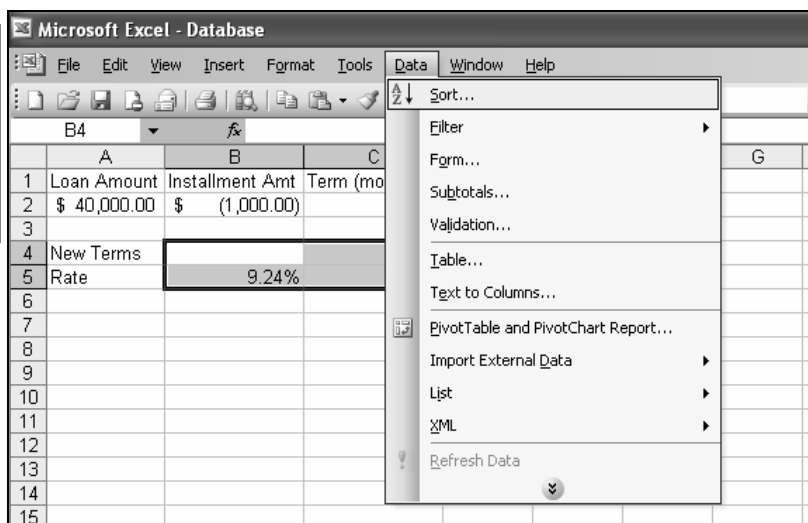 Microsoft Excel - Database
File Edit View Insert Format Tools Data Window Help
B4 fx
A B C G
1 Loan Amount Installment Amt Term (mo
2 $ 40,000.00 $ (1,000.00)
3
4 New Terms
5 Rate 9.24%
6
7
8
9
10
11
12
13
14
15
Sort...
Filter
Form...
Subtotals...
Validation...
Table...
Text to Columns...
PivotTable and PivotChart Report...
Import External Data
List
XML
Refresh Data